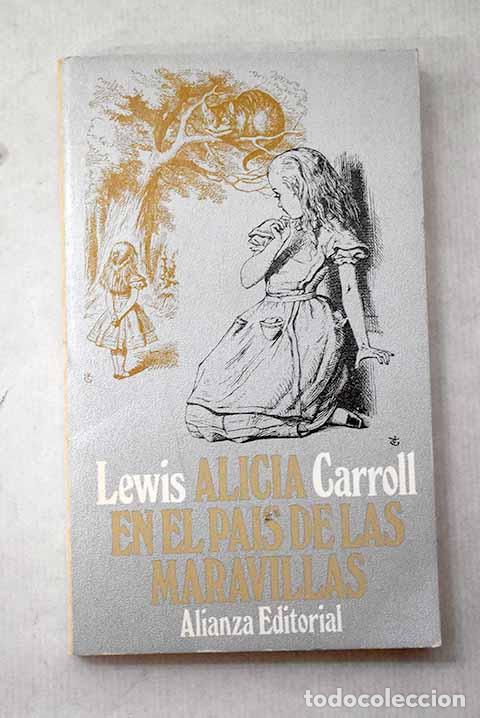 Lewis ALICIA Carroll
EN EL PAIS DE LAS
MARAVILLAS
Alianza Editorial
todocoleccion